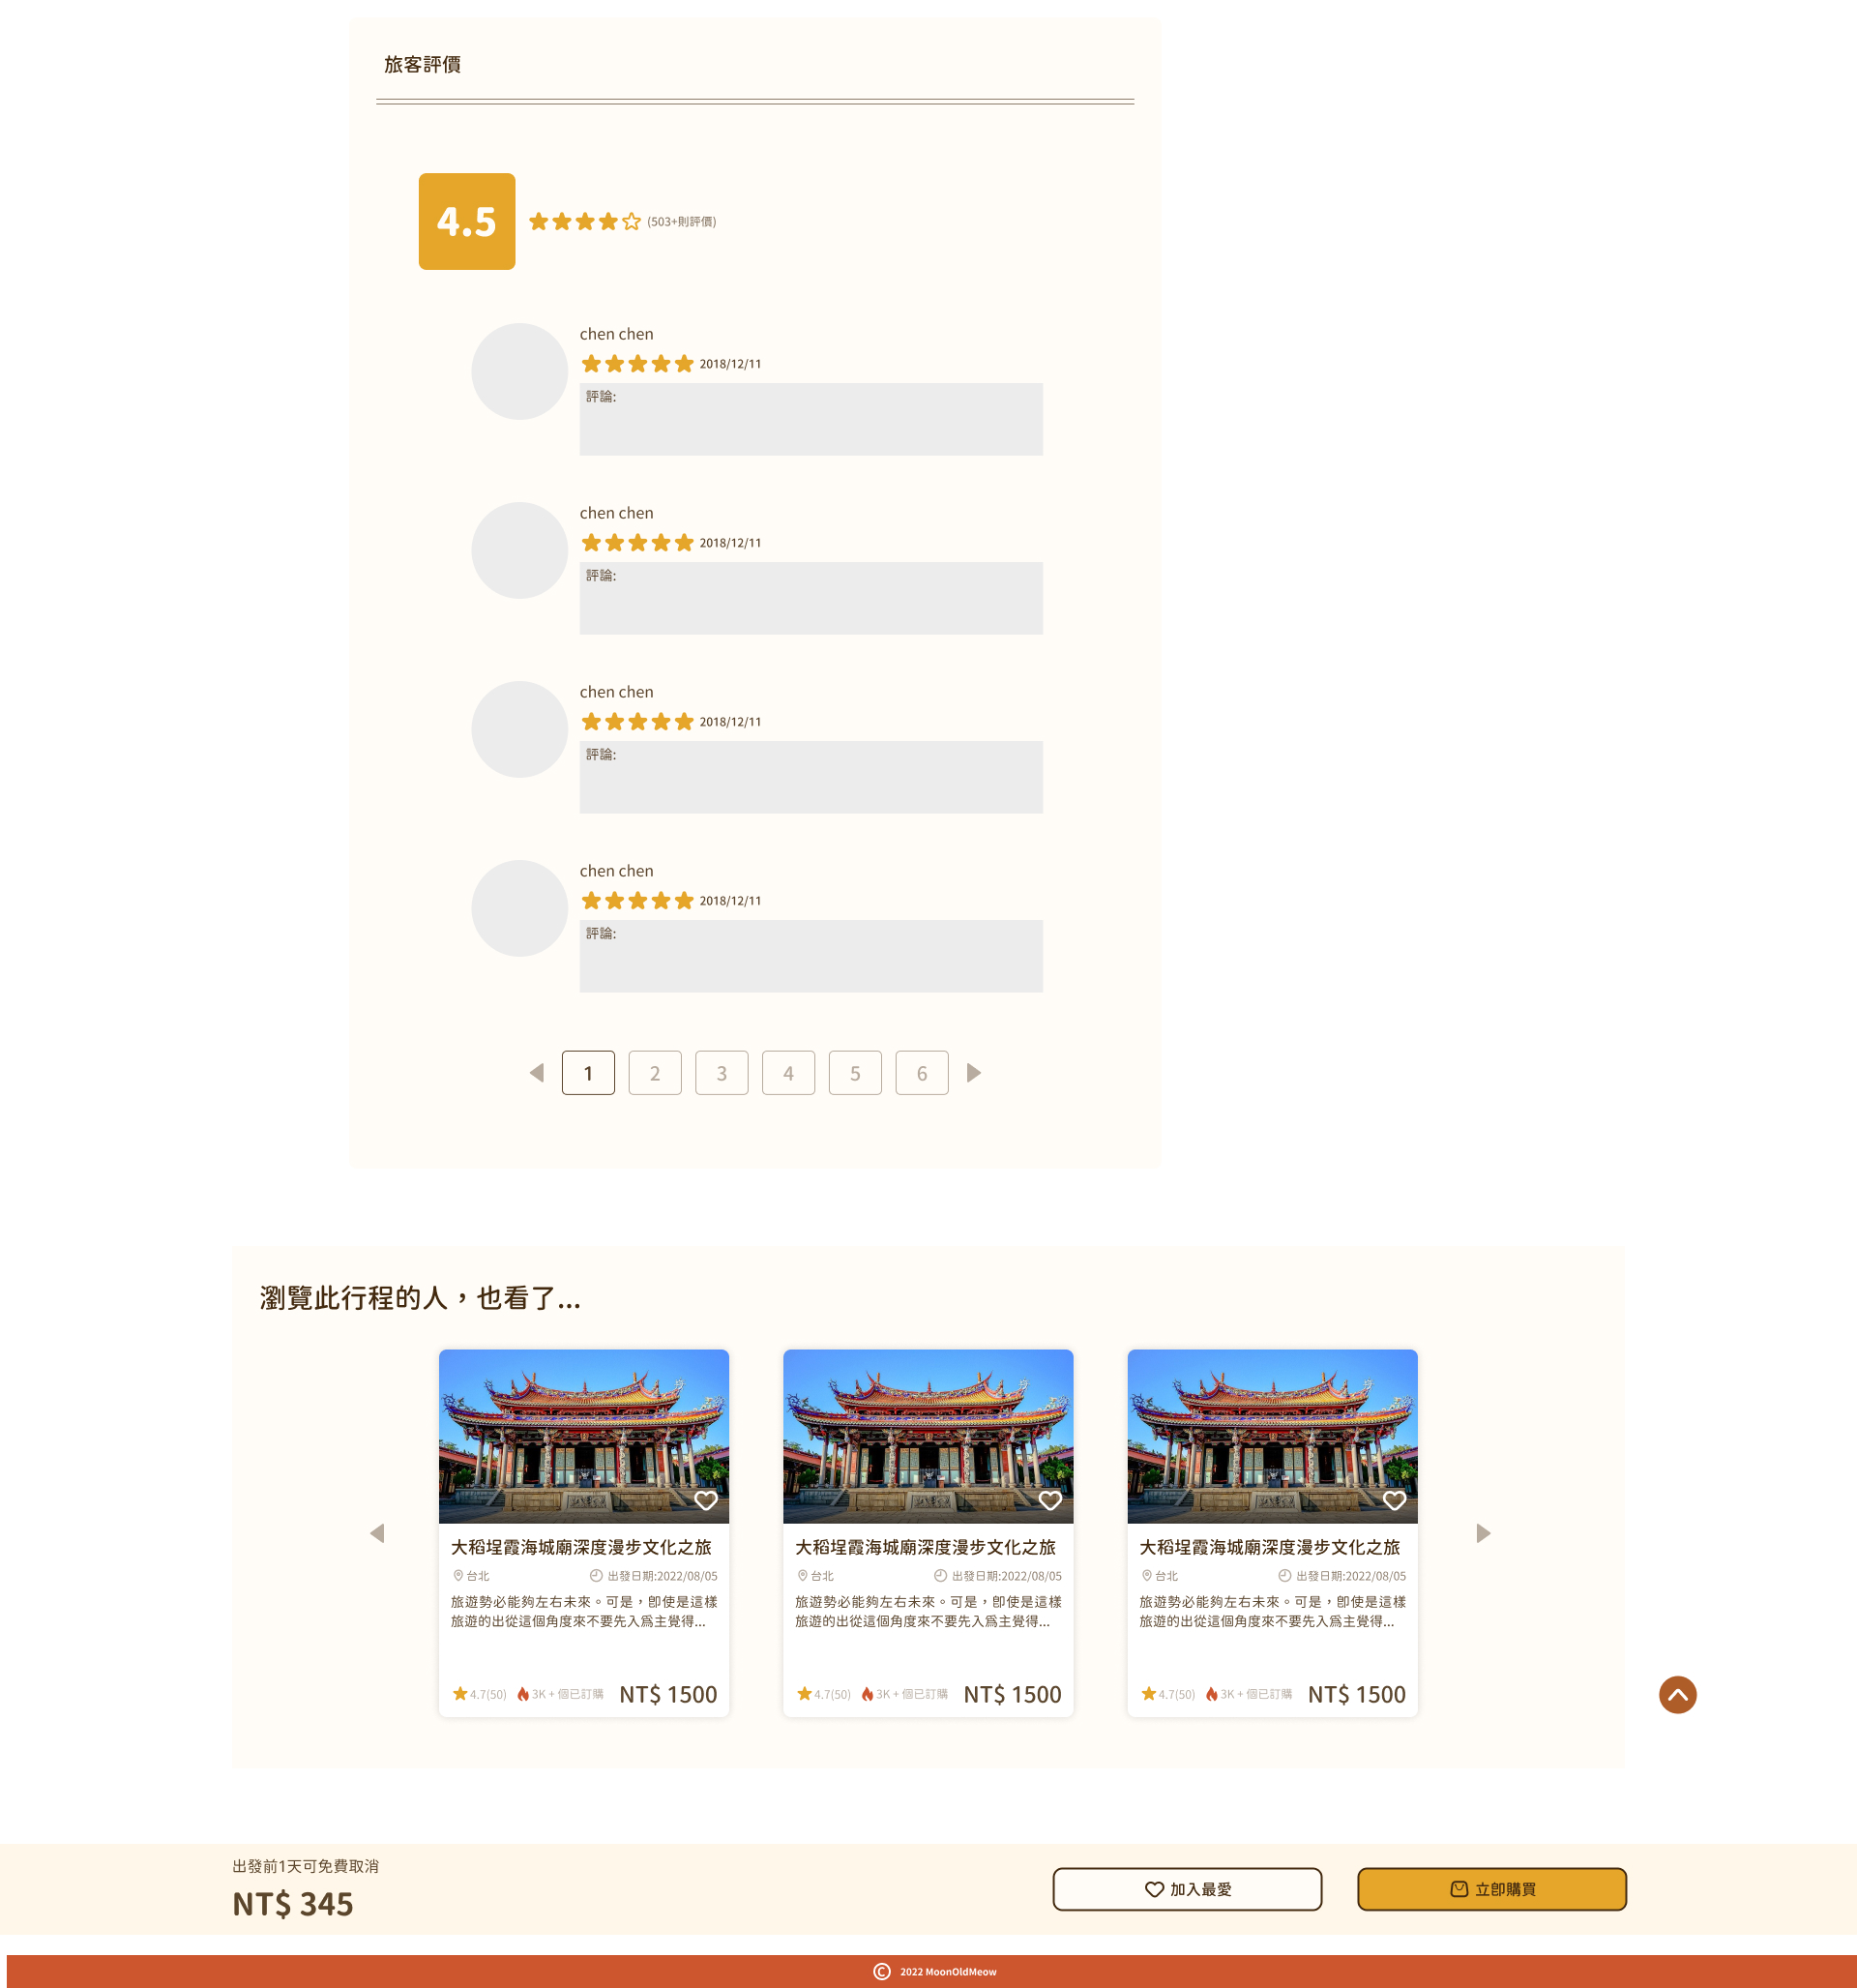 旅客評價
4.5
(503+則評價)
chen chen
2018/12/11
評論:
chen chen
2018/12/11
評論:
chen chen
2018/12/11
評論:
chen chen
2018/12/11
評論:
1 2 3 4 5 6
瀏覽此行程的人，也看了...
大稻埕霞海城廟深度漫步文化之旅
台北 出發日期:2022/08/05
旅遊勢必能夠左右未來。可是，即使是這樣
旅遊的出從這個角度來不要先入為主覺得...
4.7(50) 3K + 個已訂購 NT$ 1500
大稻埕霞海城廟深度漫步文化之旅
台北 出發日期:2022/08/05
旅遊勢必能夠左右未來。可是，即使是這樣
旅遊的出從這個角度來不要先入為主覺得...
4.7(50) 3K + 個已訂購 NT$ 1500
大稻埕霞海城廟深度漫步文化之旅
台北 出發日期:2022/08/05
旅遊勢必能夠左右未來。可是，即使是這樣
旅遊的出從這個角度來不要先入為主覺得...
4.7(50) 3K + 個已訂購 NT$ 1500
出發前1天可免費取消
NT$ 345
加入最愛
立即購買
© 2022 MoonOldMeow